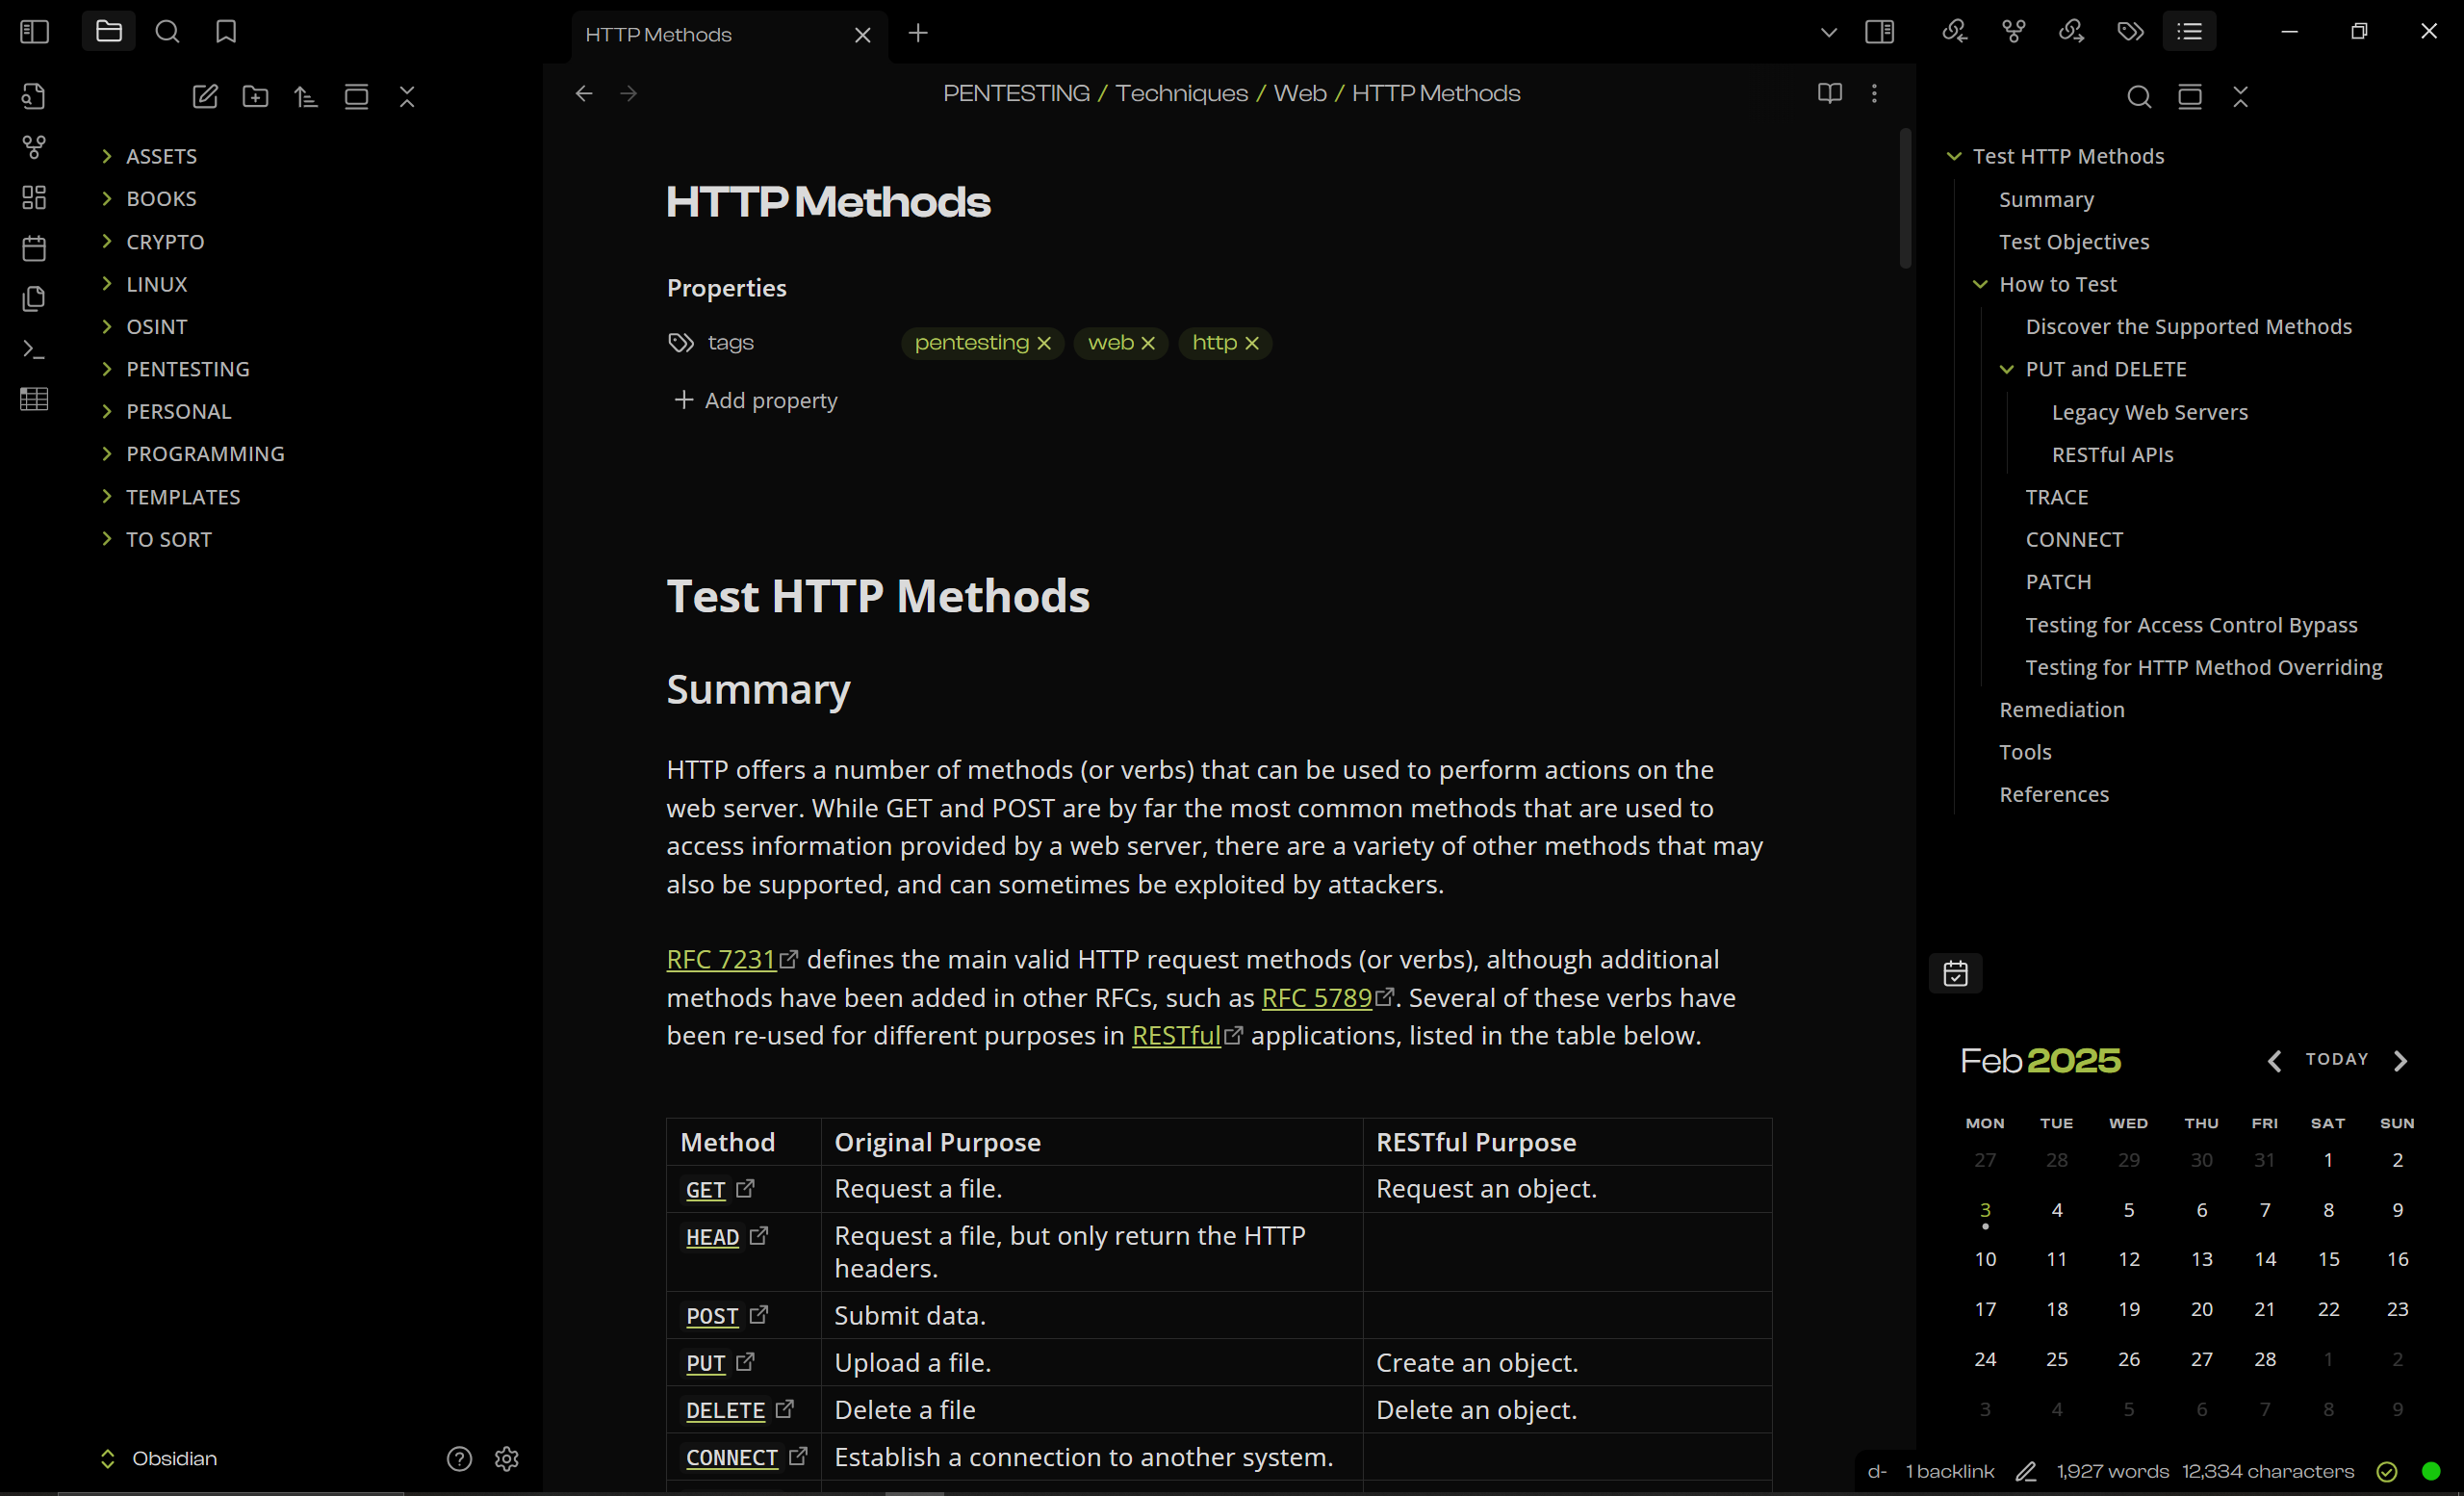 HTTP Methods
ASSETS
BOOKS
CRYPTO
LINUX
OSINT
PENTESTING
PERSONAL
PROGRAMMING
TEMPLATES
TO SORT
Obsidian
PENTESTING / Techniques / Web / HTTP Methods
HTTP Methods
Properties
tags pentesting web http
Add property
Test HTTP Methods
Summary
HTTP offers a number of methods (or verbs) that can be used to perform actions on the
web server. While GET and POST are by far the most common methods that are used to
access information provided by a web server, there are a variety of other methods that may
also be supported, and can sometimes be exploited by attackers.
RFC 7231 defines the main valid HTTP request methods (or verbs), although additional
methods have been added in other RFCs, such as RFC 5789. Several of these verbs have
been re-used for different purposes in RESTful applications, listed in the table below.
Method Original Purpose RESTful Purpose
GET Request a file. Request an object.
HEAD Request a file, but only return the HTTP
headers.
POST Submit data.
PUT Upload a file. Create an object.
DELETE Delete a file Delete an object.
CONNECT Establish a connection to another system.
Test HTTP Methods
Summary
Test Objectives
How to Test
Discover the Supported Methods
PUT and DELETE
Legacy Web Servers
RESTful APIs
TRACE
CONNECT
PATCH
Testing for Access Control Bypass
Testing for HTTP Method Overriding
Remediation
Tools
References
Feb 2025 TODAY
MON TUE WED THU FRI SAT SUN
27 28 29 30 31 1 2
3 4 5 6 7 8 9
10 11 12 13 14 15 16
17 18 19 20 21 22 23
24 25 26 27 28 1 2
3 4 5 6 7 8 9
d- 1 backlink 1,927 words 12,334 characters